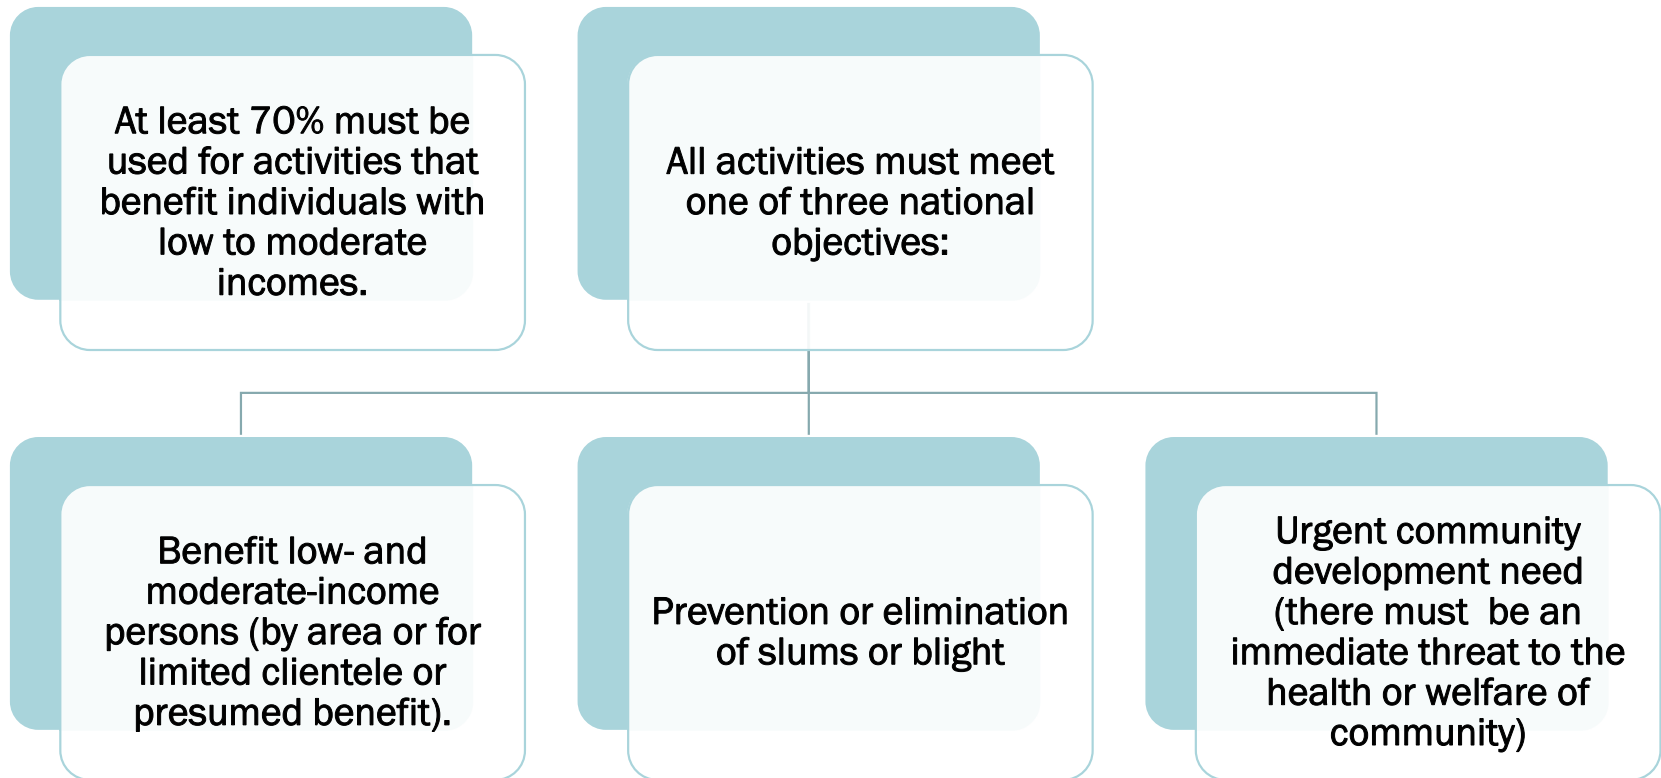 At least 70% must be
used for activities that
benefit individuals with
low to moderate
incomes.
All activities must meet
one of three national
objectives:
Benefit low- and
moderate-income
persons (by area or for
limited clientele or
presumed benefit).
Prevention or elimination
of slums or blight
Urgent community
development need
(there must  be an
immediate threat to the
health or welfare of
community)